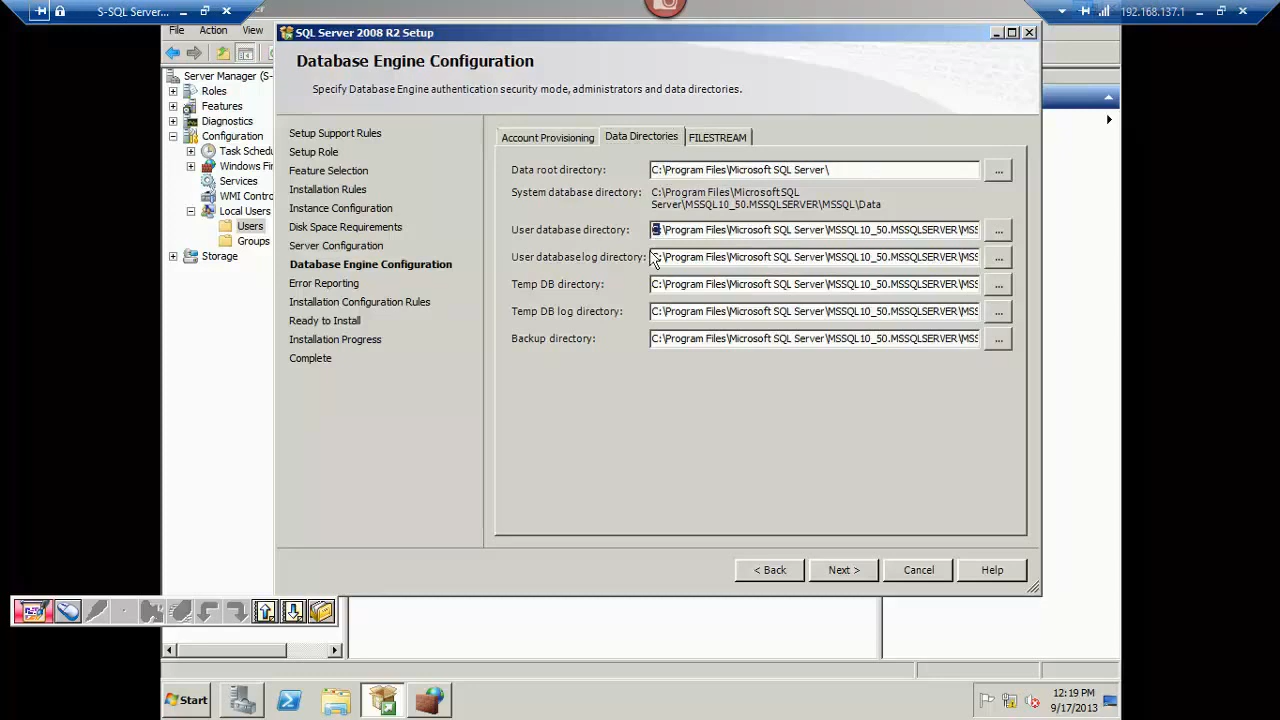 S-SQL Server...
192.168.137.1
File Action View
SQL Server 2008 R2 Setup
Database Engine Configuration
Specify Database Engine authentication security mode, administrators and data directories.
Server Manager (S-
Roles
Features
Diagnostics
Configuration
Task Schedu
Windows Fir
Services
WMI Contro
Local Users
Users
Groups
Storage
Setup Support Rules
Setup Role
Feature Selection
Installation Rules
Instance Configuration
Disk Space Requirements
Server Configuration
Database Engine Configuration
Error Reporting
Installation Configuration Rules
Ready to Install
Installation Progress
Complete
Account Provisioning Data Directories FILESTREAM
Data root directory: C:\Program Files\Microsoft SQL Server\ ...
System database directory: C:\Program Files\Microsoft SQL
Server\MSSQL10_50.MSSQLSERVER\MSSQL\Data
User database directory: C:\Program Files\Microsoft SQL Server\MSSQL10_50.MSSQLSERVER\MSS ...
User database log directory: C:\Program Files\Microsoft SQL Server\MSSQL10_50.MSSQLSERVER\MSS ...
Temp DB directory: C:\Program Files\Microsoft SQL Server\MSSQL10_50.MSSQLSERVER\MSS ...
Temp DB log directory: C:\Program Files\Microsoft SQL Server\MSSQL10_50.MSSQLSERVER\MSS ...
Backup directory: C:\Program Files\Microsoft SQL Server\MSSQL10_50.MSSQLSERVER\MSS ...
< Back Next > Cancel Help
Start
12:19 PM
9/17/2013